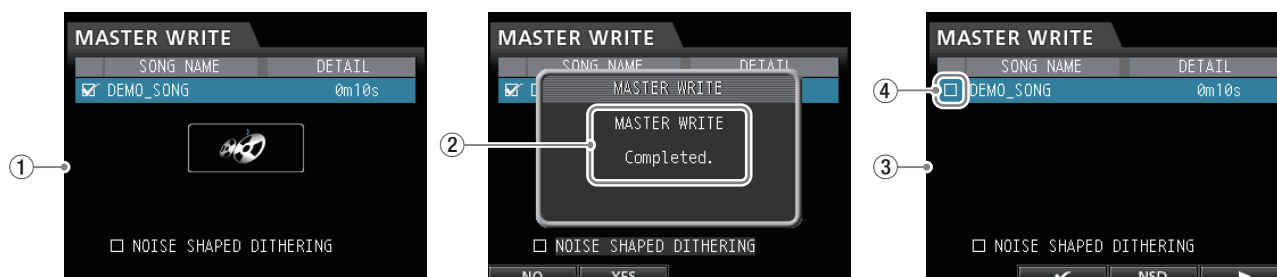 MASTER WRITE
SONG NAME DETAIL
DEMO_SONG 0m10s
①
NOISE SHAPED DITHERING
MASTER WRITE
SONG NAME DETAIL
D
MASTER WRITE
MASTER WRITE
Completed.
②
NOISE SHAPED DITHERING
NO YES
MASTER WRITE
SONG NAME DETAIL
④
DEMO_SONG 0m10s
③
NOISE SHAPED DITHERING
NSD